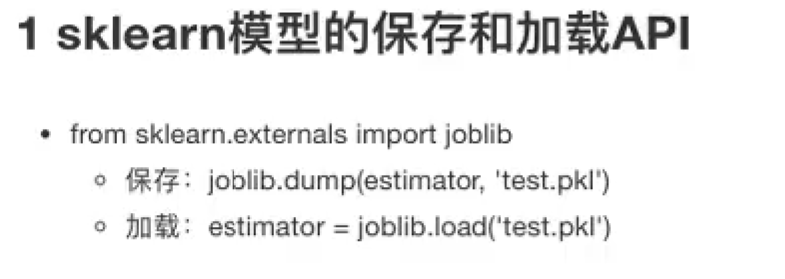 1 sklearn模型的保存和加载API
• from sklearn.externals import joblib
◦ 保存：joblib.dump(estimator, 'test.pkl')
◦ 加载：estimator = joblib.load('test.pkl')